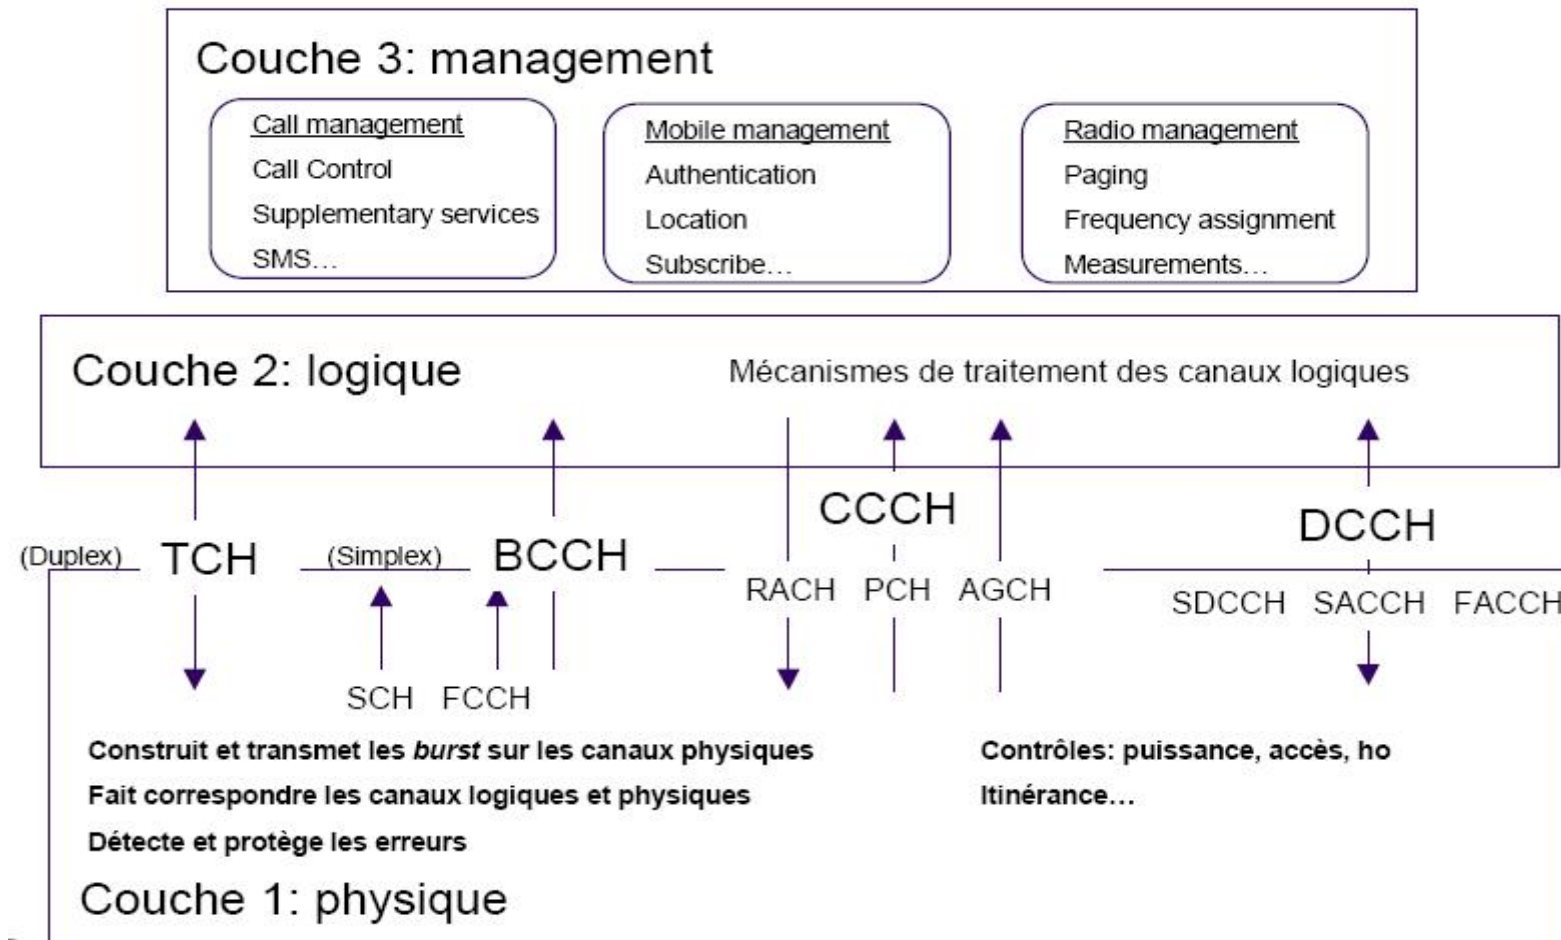 Couche 3: management
Call management
Call Control
Supplementary services
SMS…
Mobile management
Authentication
Location
Subscribe…
Radio management
Paging
Frequency assignment
Measurements…
Couche 2: logique
Mécanismes de traitement des canaux logiques
(Duplex) TCH (Simplex) BCCH
CCCH
RACH PCH AGCH
DCCH
SDCCH SACCH FACCH
SCH FCCH
Construit et transmet les burst sur les canaux physiques
Fait correspondre les canaux logiques et physiques
Détecte et protège les erreurs
Contrôles: puissance, accès, ho
Itinérance…
Couche 1: physique